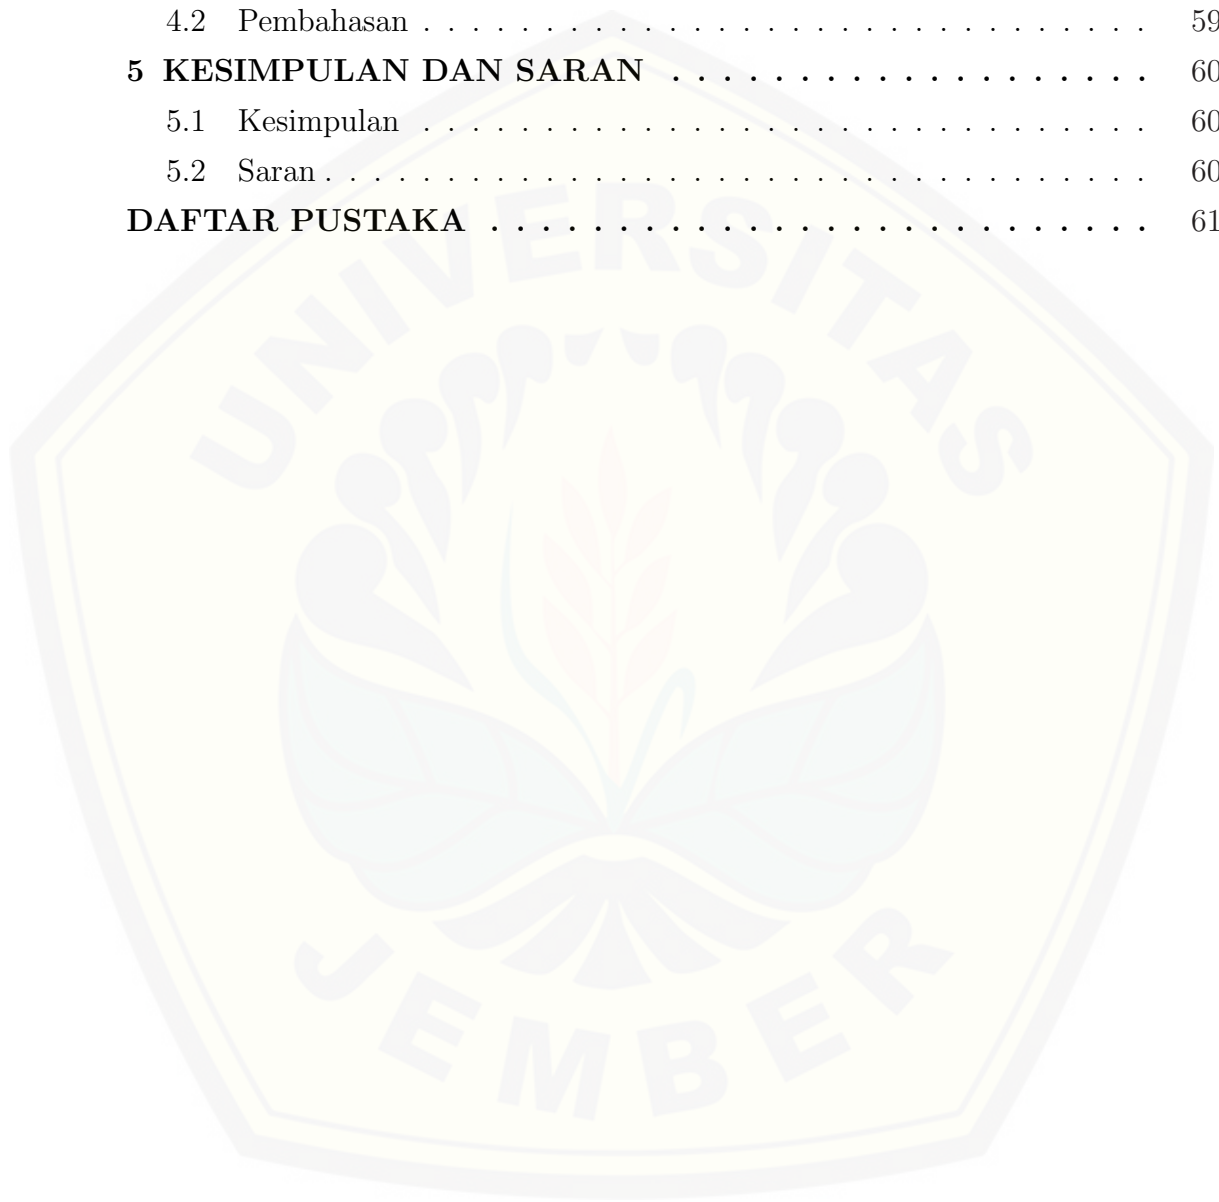 4.2 Pembahasan . . . . . . . . . . . . . . . . . . . . . . . . . . . . . . . . 59
5 KESIMPULAN DAN SARAN . . . . . . . . . . . . . . . . . . . 60
5.1 Kesimpulan . . . . . . . . . . . . . . . . . . . . . . . . . . . . . . . . 60
5.2 Saran . . . . . . . . . . . . . . . . . . . . . . . . . . . . . . . . . . . . 60
DAFTAR PUSTAKA . . . . . . . . . . . . . . . . . . . . . . . . . . 61
UNIVERSITAS
JEMBER